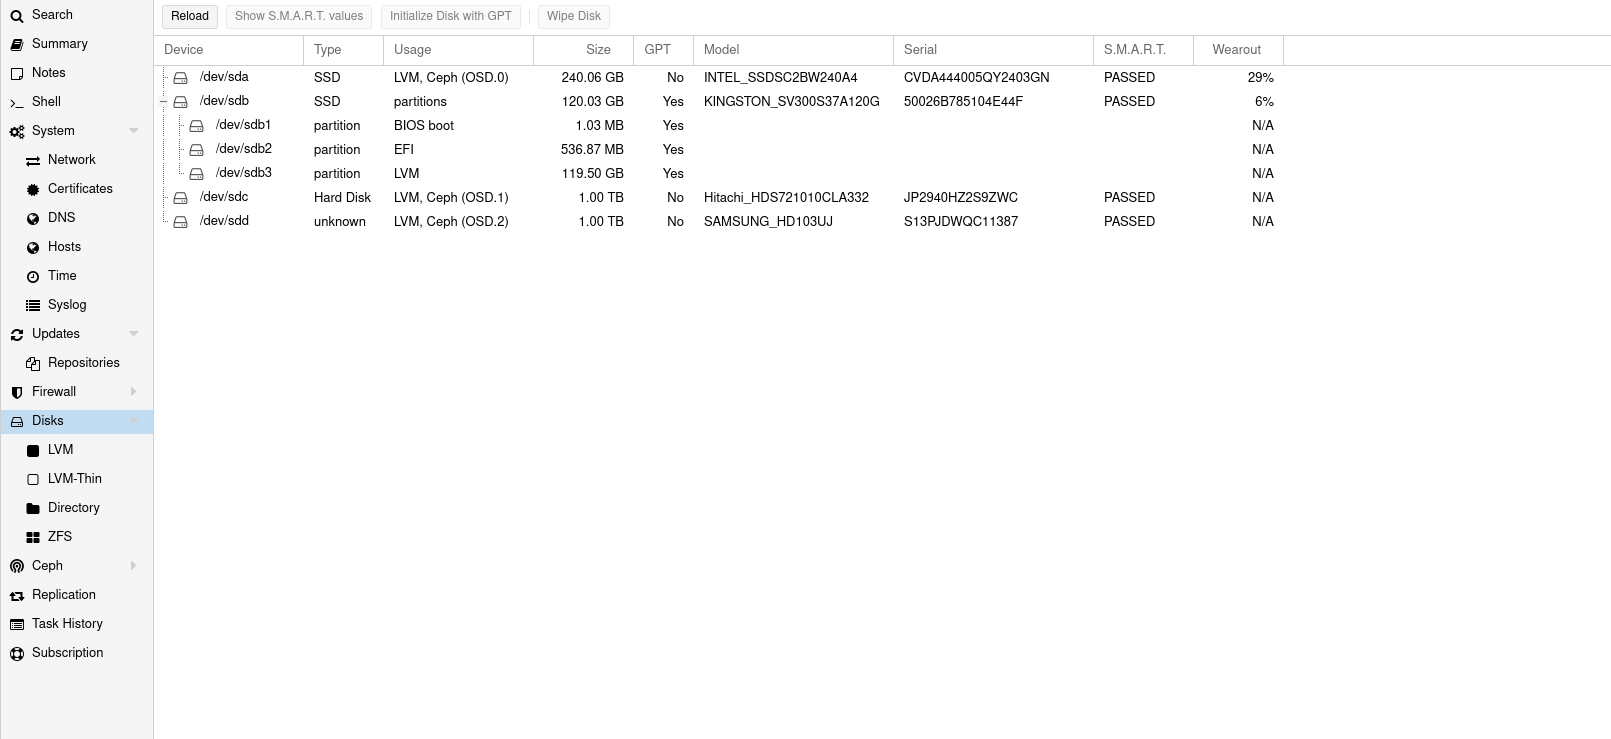 Search
Summary
Notes
Shell
System
Network
Certificates
DNS
Hosts
Time
Syslog
Updates
Repositories
Firewall
Disks
LVM
LVM-Thin
Directory
ZFS
Ceph
Replication
Task History
Subscription
Reload Show S.M.A.R.T. values Initialize Disk with GPT Wipe Disk
Device Type Usage Size GPT Model Serial S.M.A.R.T. Wearout
/dev/sda SSD LVM, Ceph (OSD.0) 240.06 GB No INTEL_SSDSC2BW240A4 CVDA444005QY2403GN PASSED 29%
/dev/sdb SSD partitions 120.03 GB Yes KINGSTON_SV300S37A120G 50026B785104E44F PASSED 6%
/dev/sdb1 partition BIOS boot 1.03 MB Yes N/A
/dev/sdb2 partition EFI 536.87 MB Yes N/A
/dev/sdb3 partition LVM 119.50 GB Yes N/A
/dev/sdc Hard Disk LVM, Ceph (OSD.1) 1.00 TB No Hitachi_HDS721010CLA332 JP2940HZ2S9ZWC PASSED N/A
/dev/sdd unknown LVM, Ceph (OSD.2) 1.00 TB No SAMSUNG_HD103UJ S13PJDWQC11387 PASSED N/A